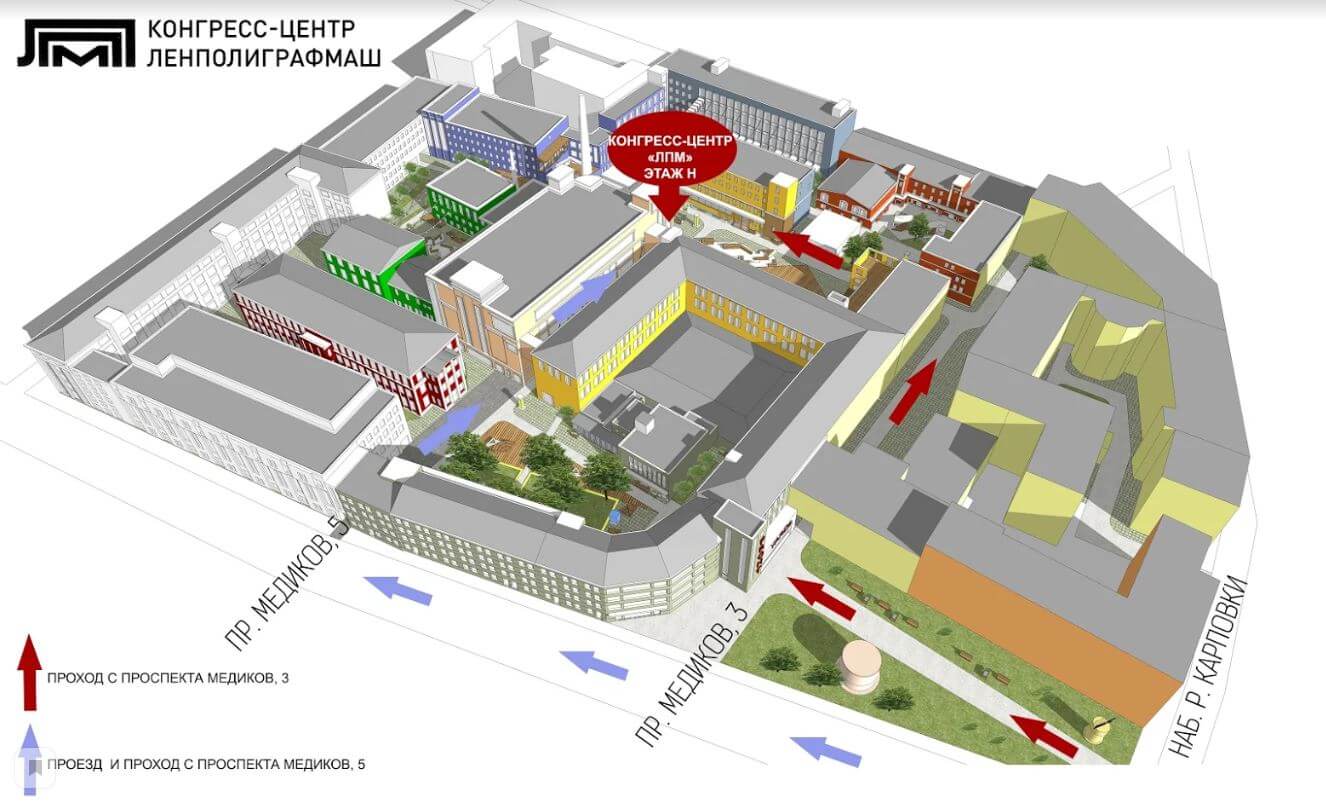 ЛМП
КОНГРЕСС-ЦЕНТР
ЛЕНПОЛИГРАФМАШ
КОНГРЕСС-ЦЕНТР
«ЛПМ»
ЭТАЖ Н
ПР. МЕДИКОВ, 5
ПР. МЕДИКОВ, 3
НАБ. Р. КАРПОВКИ
ПРОХОД С ПРОСПЕКТА МЕДИКОВ, 3
ПРОЕЗД И ПРОХОД С ПРОСПЕКТА МЕДИКОВ, 5